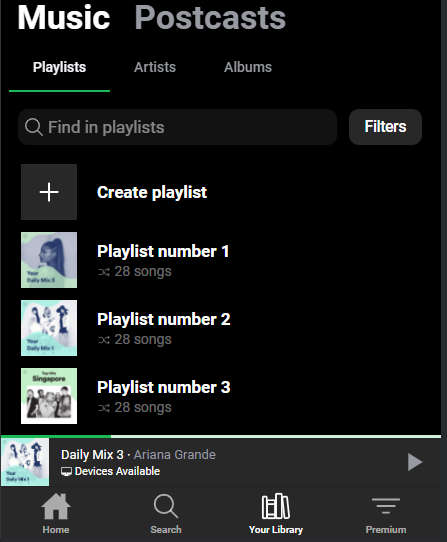 Music Postcasts
Playlists Artists Albums
Find in playlists Filters
Create playlist
Playlist number 1
28 songs
Your
Daily Mix 3
Playlist number 2
28 songs
Your
Daily Mix 1
Top Hits
Singapore
Playlist number 3
28 songs
Your
Daily Mix 1
Daily Mix 3 · Ariana Grande
Devices Available
Home Search Your Library Premium